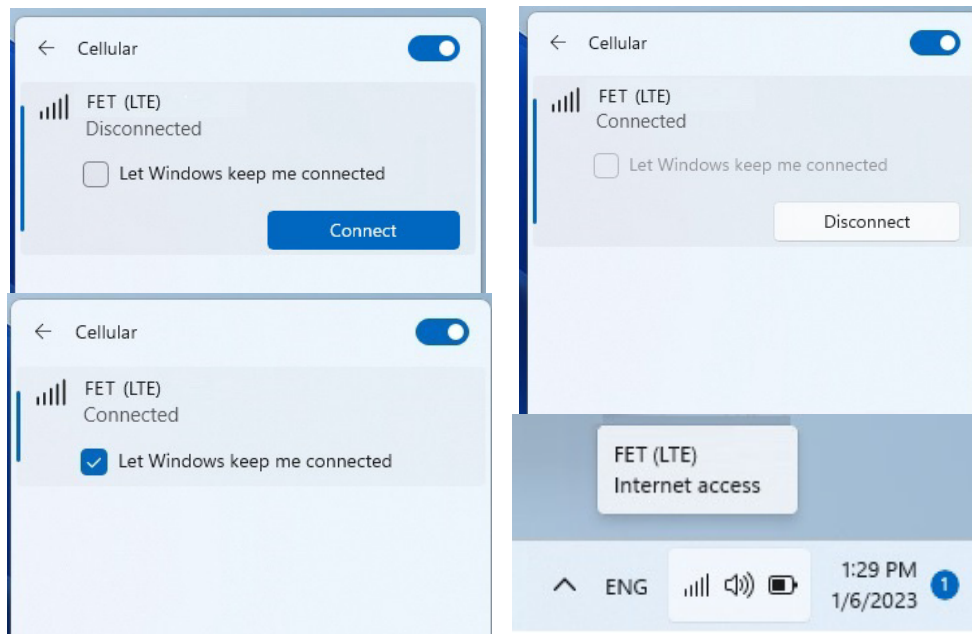 Cellular
FET (LTE)
Disconnected
Let Windows keep me connected
Connect
Cellular
FET (LTE)
Connected
Let Windows keep me connected
Disconnect
Cellular
FET (LTE)
Connected
Let Windows keep me connected
FET (LTE)
Internet access
ENG
1:29 PM
1/6/2023
1